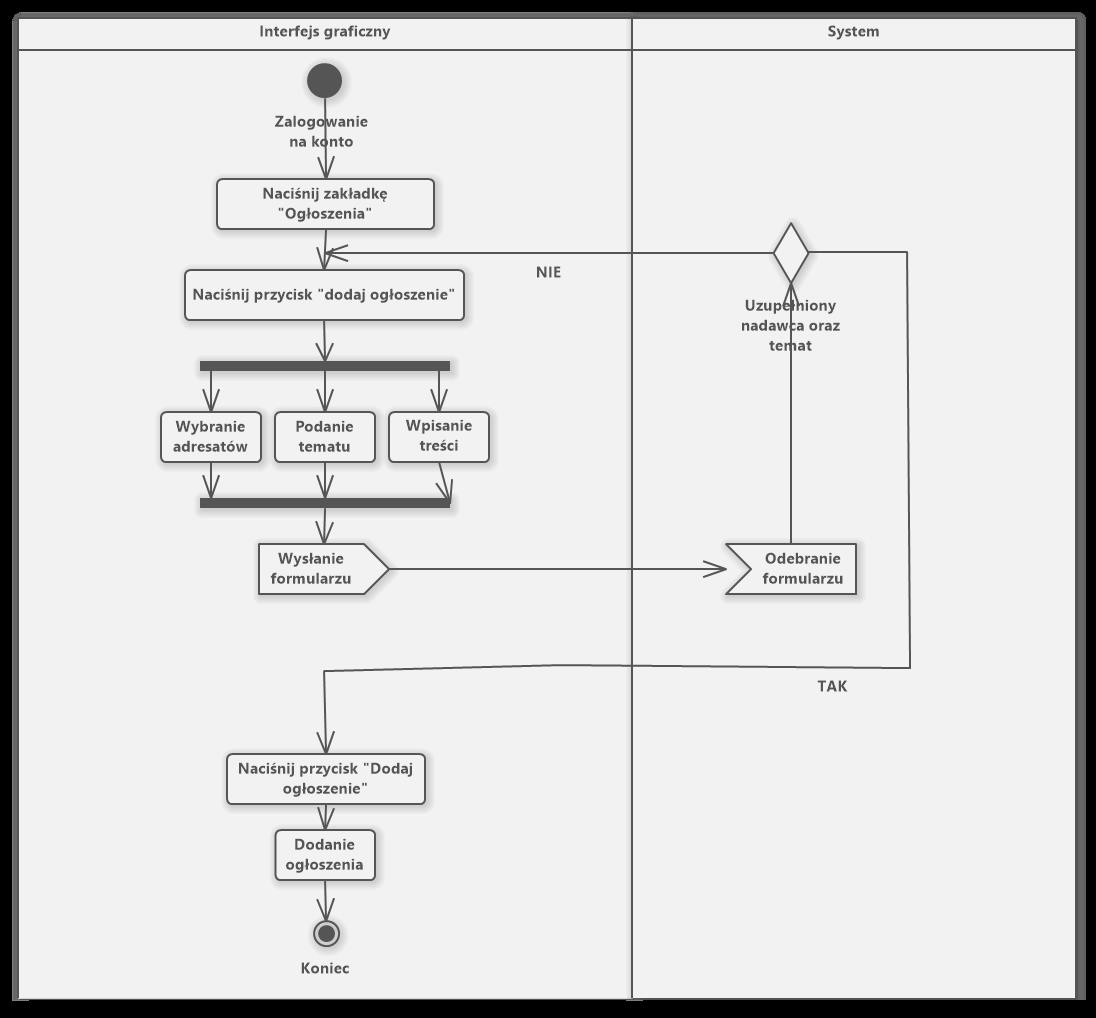 Interfejs graficzny
System
Zalogowanie
na konto
Naciśnij zakładkę
"Ogłoszenia"
NIE
Naciśnij przycisk "dodaj ogłoszenie"
Uzupełniony
nadawca oraz
temat
Wybranie
adresatów
Podanie
tematu
Wpisanie
treści
Wysłanie
formularzu
Odebranie
formularzu
TAK
Naciśnij przycisk "Dodaj
ogłoszenie"
Dodanie
ogłoszenia
Koniec